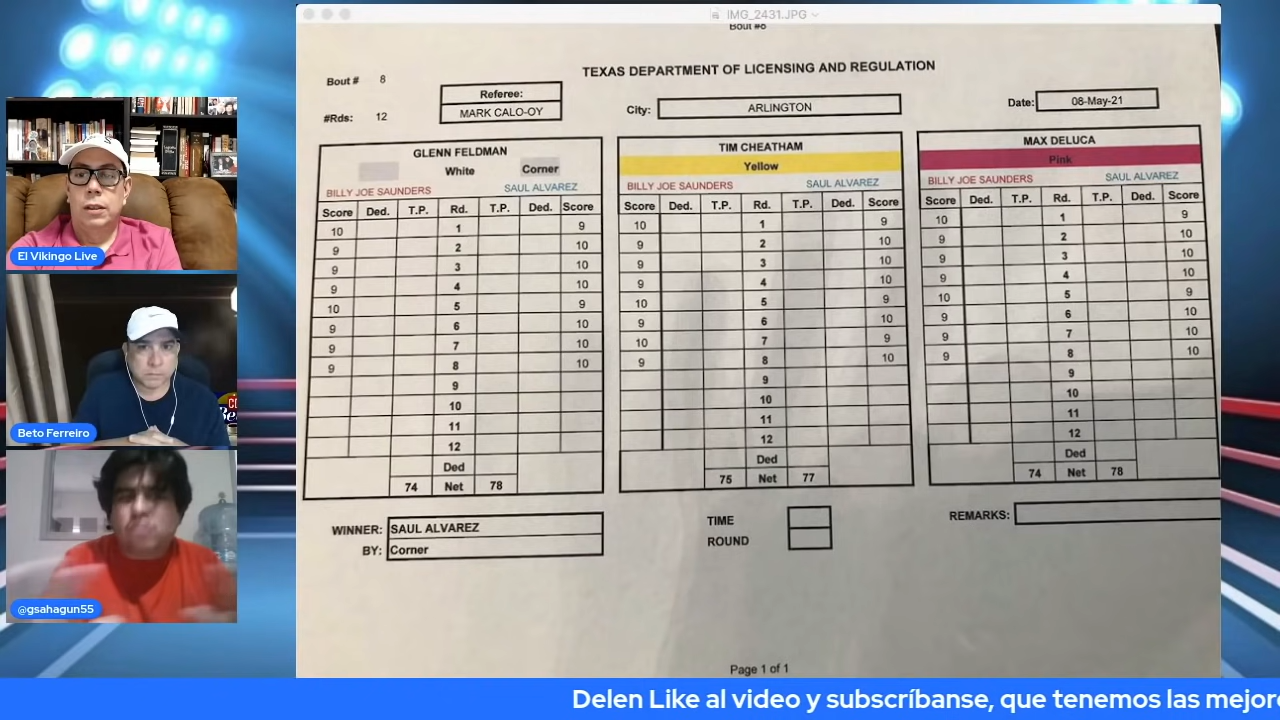 IMG_2431.JPG
Bout #8
TEXAS DEPARTMENT OF LICENSING AND REGULATION
Bout # 8
#Rds: 12
Referee:
MARK CALO-OY
City: ARLINGTON
Date: 08-May-21
GLENN FELDMAN
White Corner
BILLY JOE SAUNDERS SAUL ALVAREZ
Score Ded. T.P. Rd. T.P. Ded. Score
10 1 9
9 2 10
9 3 10
9 4 10
10 5 9
9 6 10
9 7 10
9 8 10
9
10
11
12
Ded
74 Net 78
TIM CHEATHAM
Yellow
BILLY JOE SAUNDERS SAUL ALVAREZ
Score Ded. T.P. Rd. T.P. Ded. Score
10 1 9
9 2 10
9 3 10
9 4 10
10 5 9
9 6 10
10 7 9
9 8 10
9
10
11
12
Ded
75 Net 77
MAX DELUCA
Pink
BILLY JOE SAUNDERS SAUL ALVAREZ
Score Ded. T.P. Rd. T.P. Ded. Score
10 1 9
9 2 10
9 3 10
9 4 10
10 5 9
9 6 10
9 7 10
9 8 10
9
10
11
12
Ded
74 Net 78
WINNER: SAUL ALVAREZ
BY: Corner
TIME
ROUND
REMARKS:
Page 1 of 1
El Vikingo Live
Beto Ferreiro
@gsahagun55
Delen Like al video y subscríbanse, que tenemos las mejor